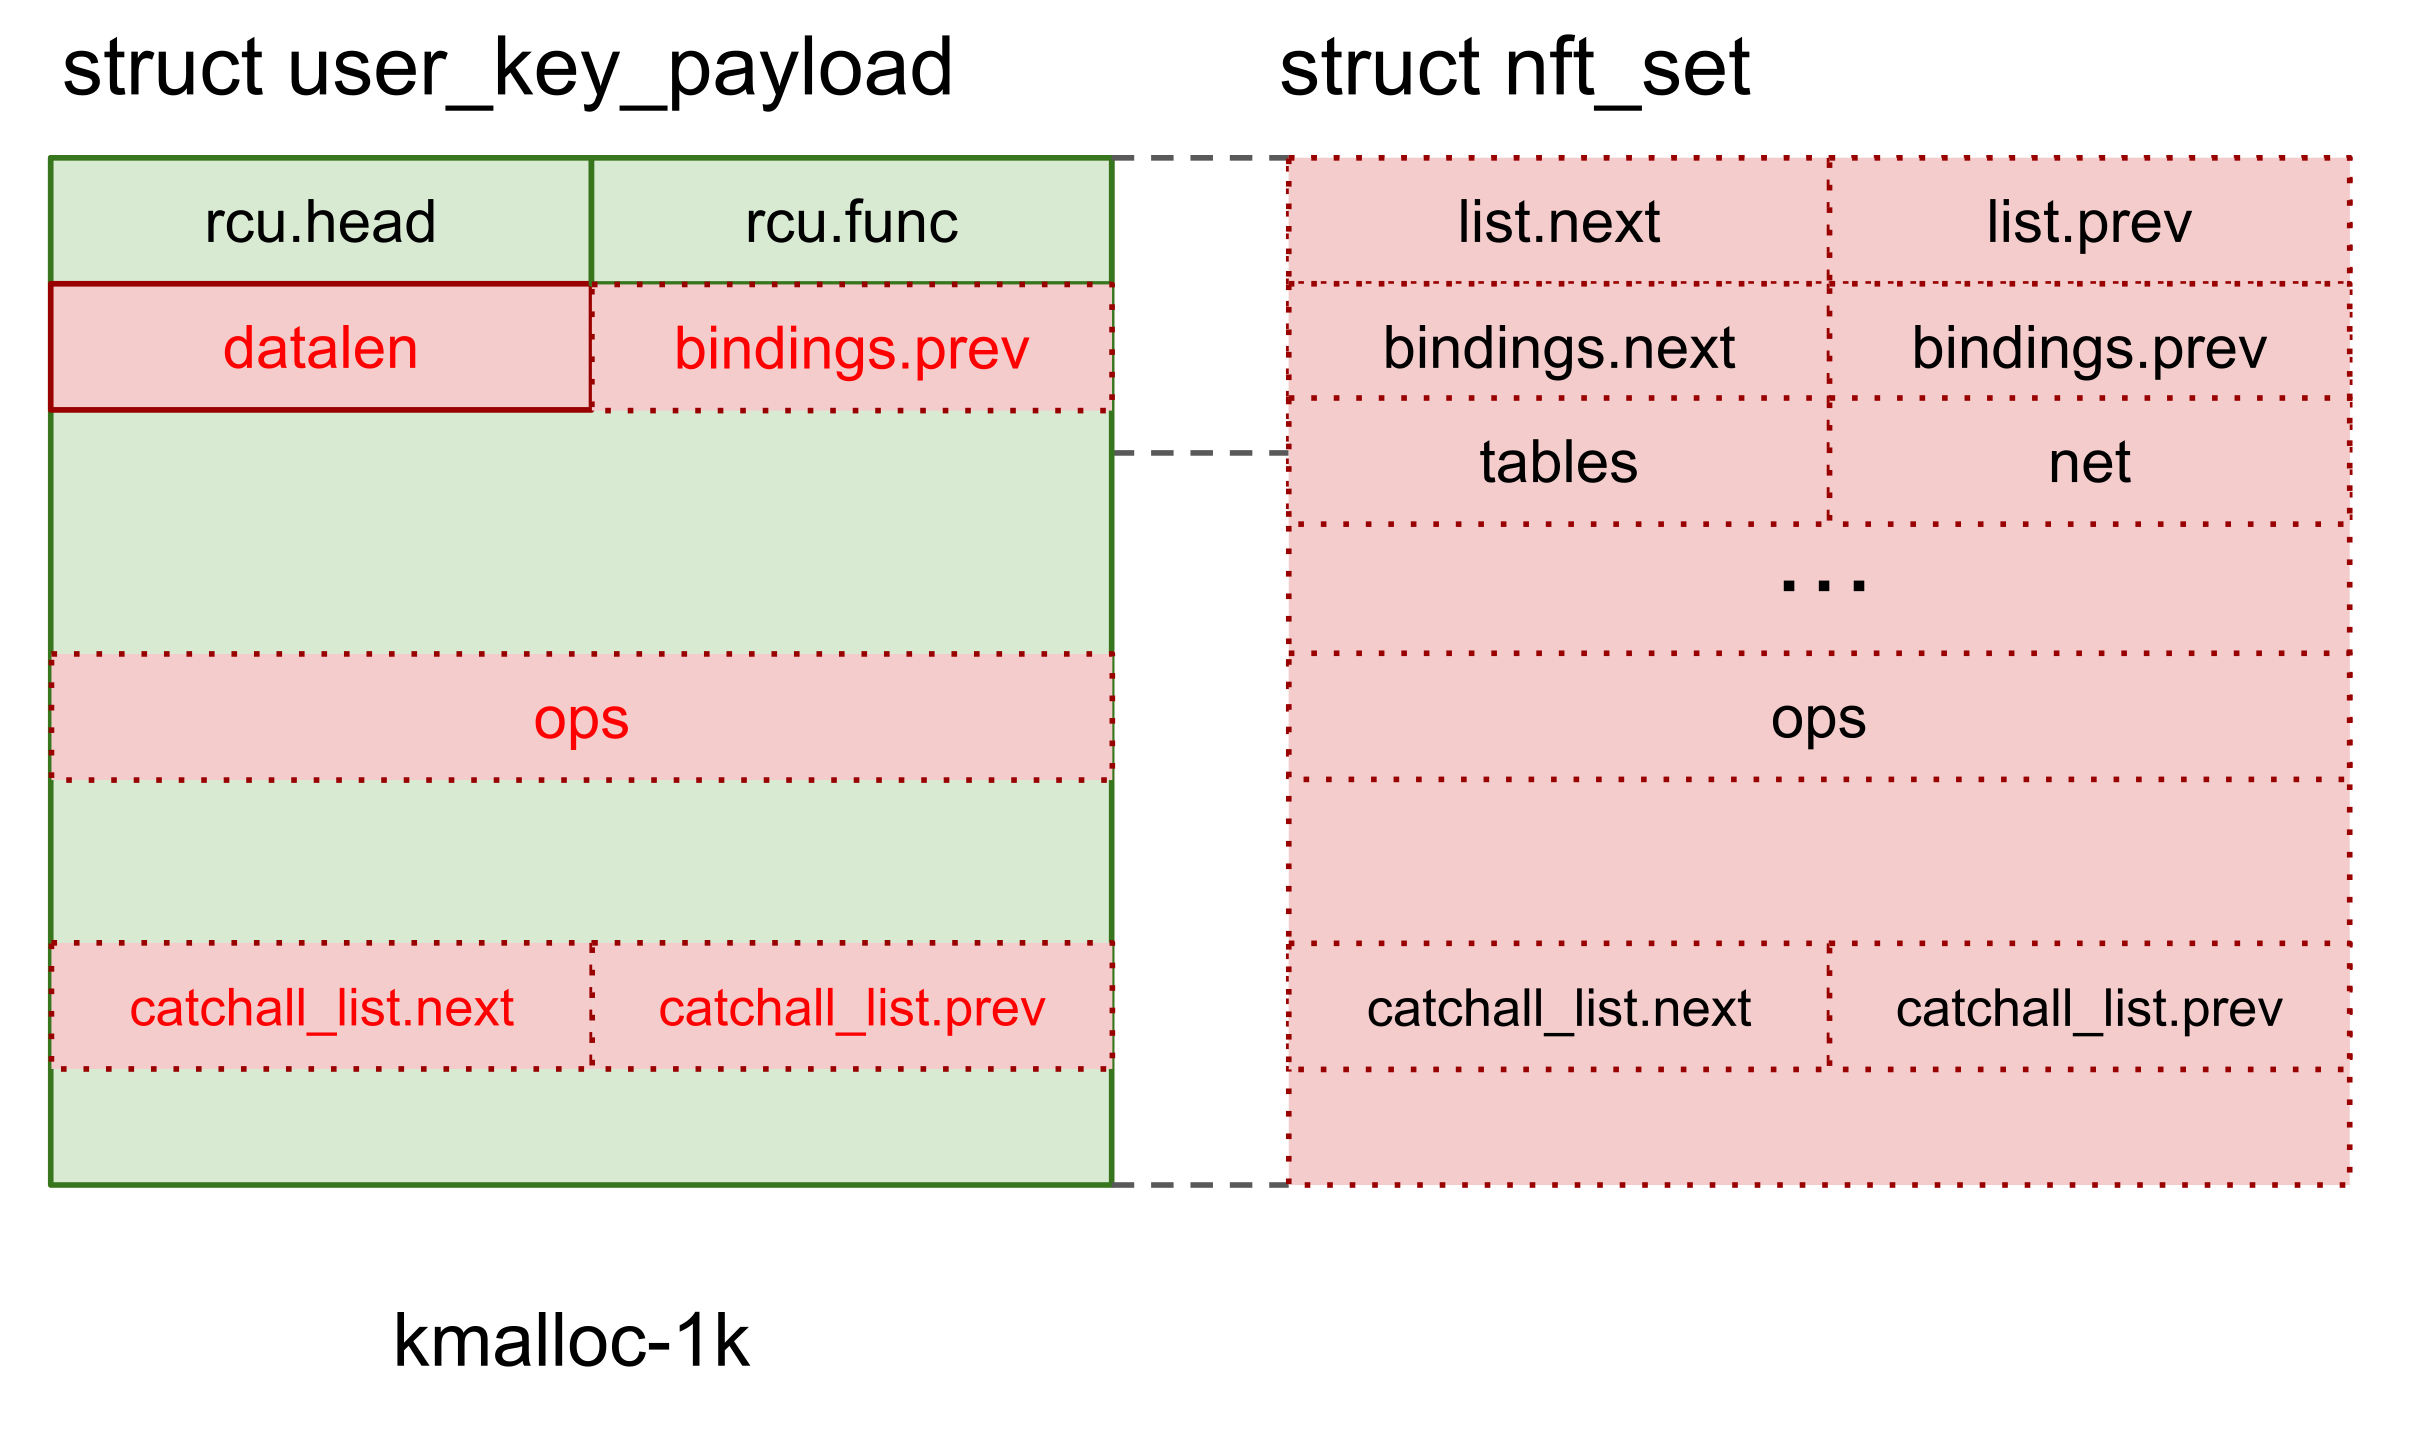 struct user_key_payload
struct nft_set
rcu.head
rcu.func
list.next
list.prev
datalen
bindings.prev
bindings.next
bindings.prev
tables
net
...
ops
ops
catchall_list.next
catchall_list.prev
catchall_list.next
catchall_list.prev
kmalloc-1k